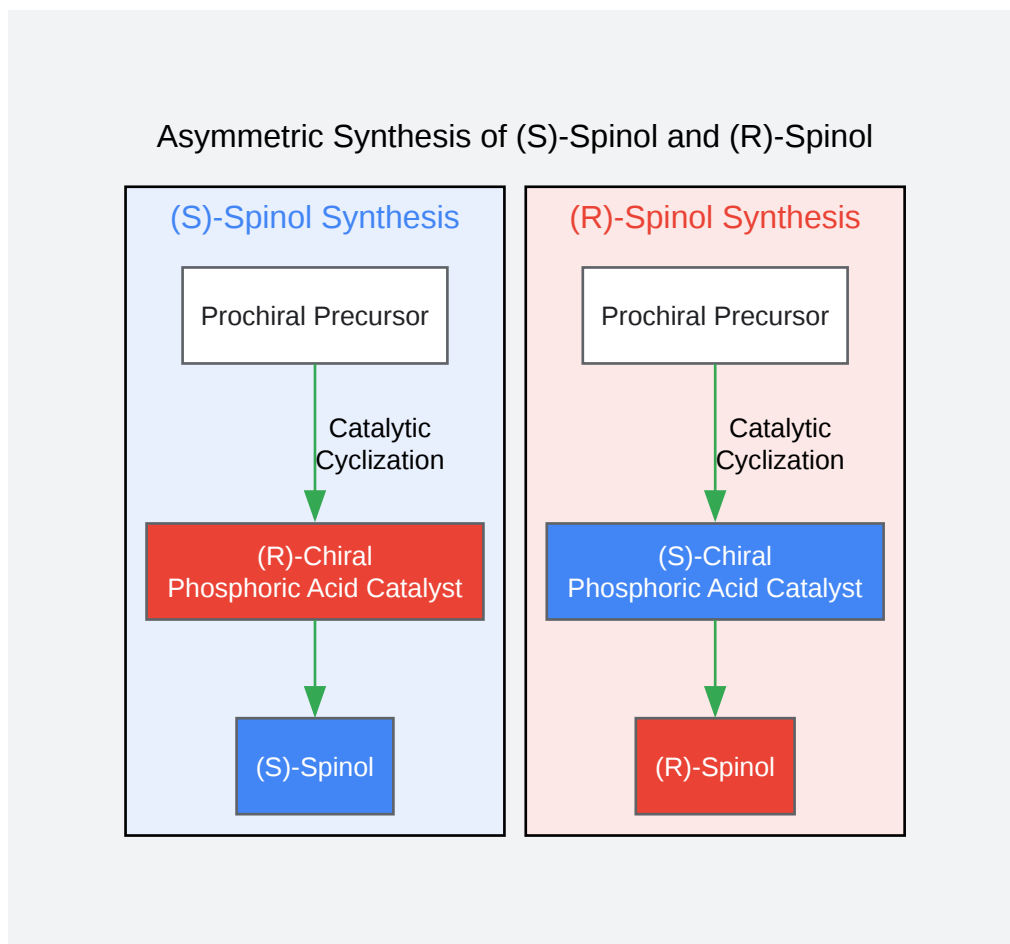 Asymmetric Synthesis of (S)-Spinol and (R)-Spinol
(S)-Spinol Synthesis
Prochiral Precursor
Catalytic
Cyclization
(R)-Chiral
Phosphoric Acid Catalyst
(S)-Spinol
(R)-Spinol Synthesis
Prochiral Precursor
Catalytic
Cyclization
(S)-Chiral
Phosphoric Acid Catalyst
(R)-Spinol